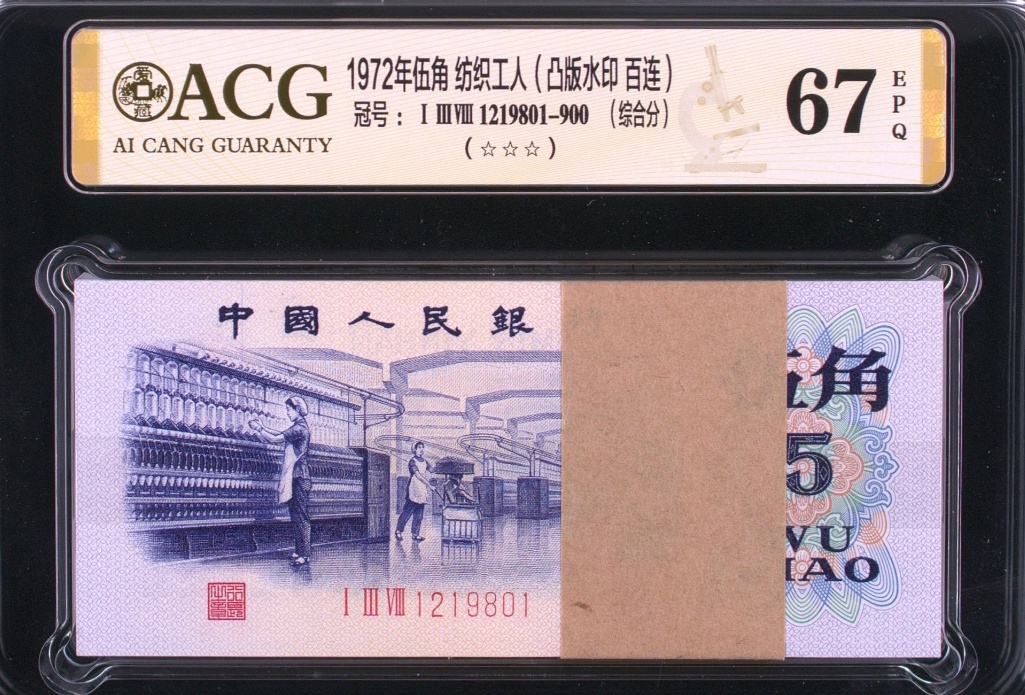 ACG
AI CANG GUARANTY
1972年伍角 纺织工人（凸版水印 百连）
冠号：Ⅰ Ⅲ Ⅷ 1219801-900 （综合分）
（☆☆☆）
67
EPQ
中國人民銀
伍角
5
WU
JIAO
Ⅰ Ⅲ Ⅷ 1219801